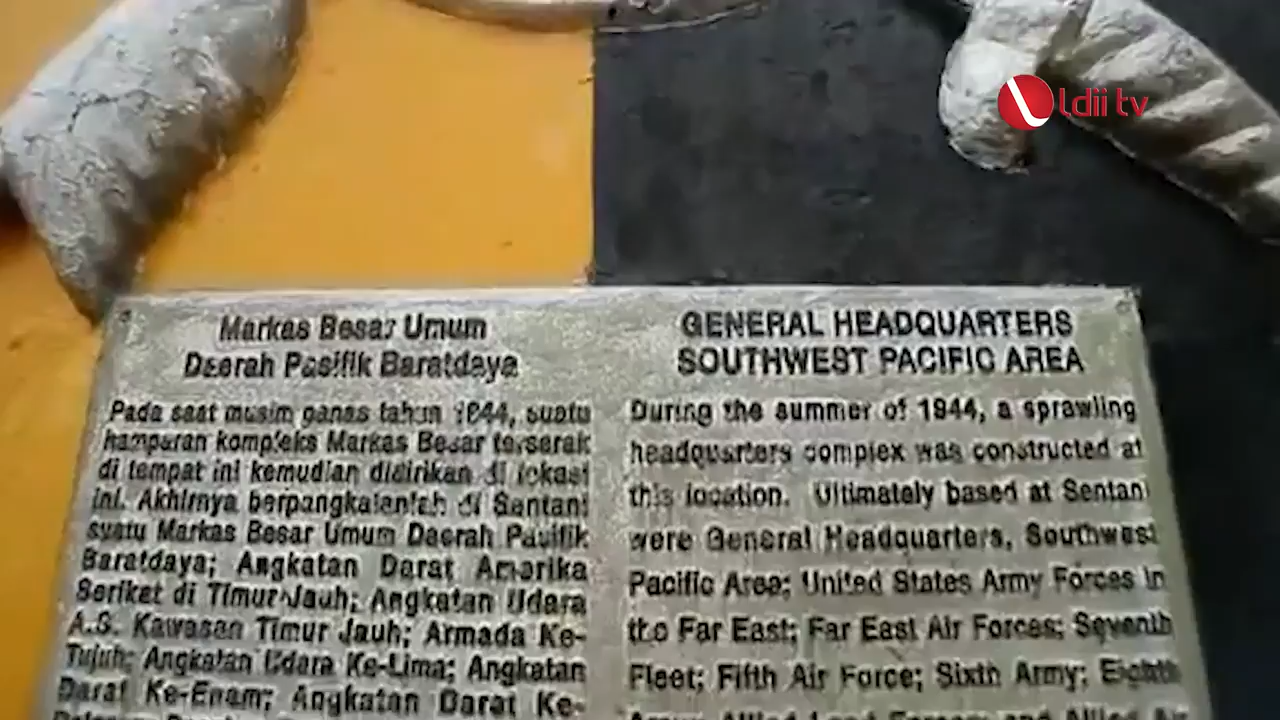 ldii tv
Markas Besar Umum
Daerah Pasifik Baratdaya
Pada saat musim panas tahun 1944, suatu
hamparan kompleks Markas Besar terserak
di tempat ini kemudian didirikan di lokasi
ini. Akhirnya berpangkalanlah di Sentani
suatu Markas Besar Umum Daerah Pasifik
Baratdaya; Angkatan Darat Amerika
Serikat di Timur Jauh; Angkatan Udara
A.S. Kawasan Timur Jauh; Armada Ke-
Tujuh; Angkatan Udara Ke-Lima; Angkatan
Darat Ke-Enam; Angkatan Darat Ke-
GENERAL HEADQUARTERS
SOUTHWEST PACIFIC AREA
During the summer of 1944, a sprawling
headquarters complex was constructed at
this location. Ultimately based at Sentani
were General Headquarters, Southwest
Pacific Area; United States Army Forces in
the Far East; Far East Air Forces; Seventh
Fleet; Fifth Air Force; Sixth Army; Eighth